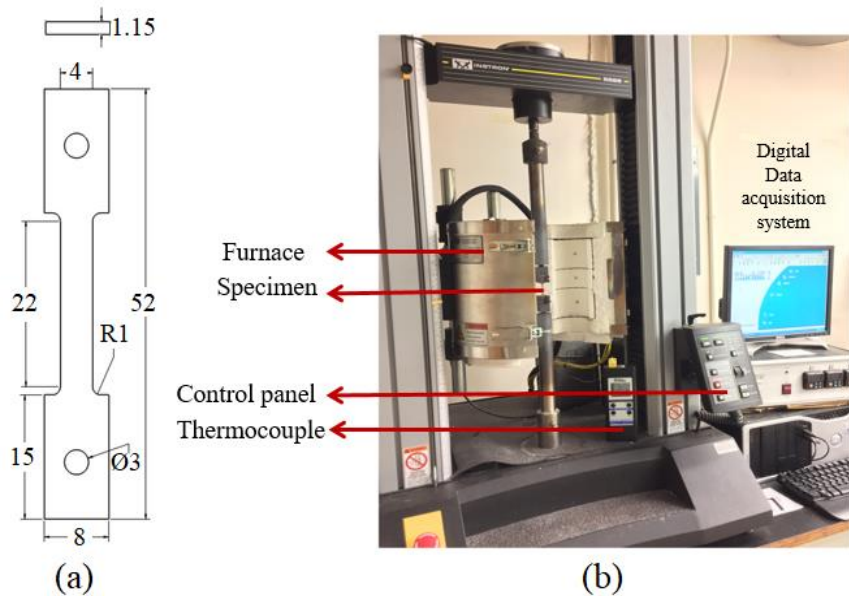 1.15
4
22
52
R1
15
Ø3
8
(a)
INSTRON
Digital
Data
acquisition
system
Furnace
Specimen
Control panel
Thermocouple
(b)